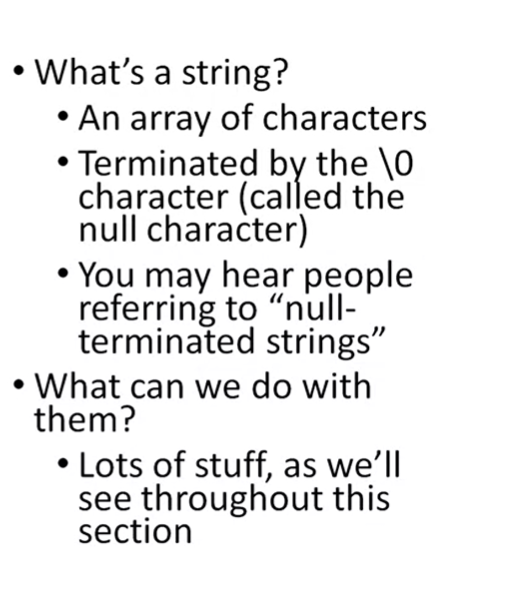 • What’s a string?
• An array of characters
• Terminated by the \0
character (called the
null character)
• You may hear people
referring to “null-
terminated strings”
• What can we do with
them?
• Lots of stuff, as we’ll
see throughout this
section